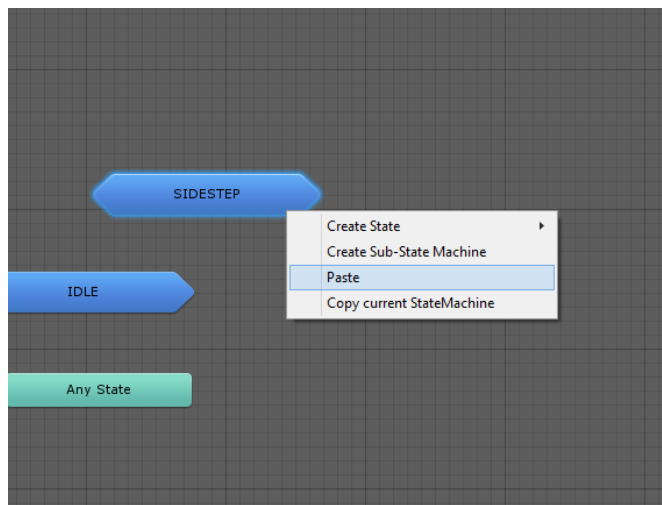 SIDESTEP
Create State
Create Sub-State Machine
IDLE
Paste
Copy current StateMachine
Any State